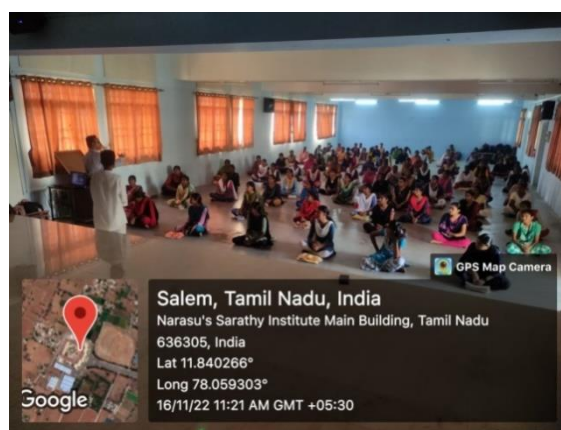 GPS Map Camera
Salem, Tamil Nadu, India
Narasu's Sarathy Institute Main Building, Tamil Nadu
636305, India
Lat 11.840266°
Long 78.059303°
16/11/22 11:21 AM GMT +05:30
Google